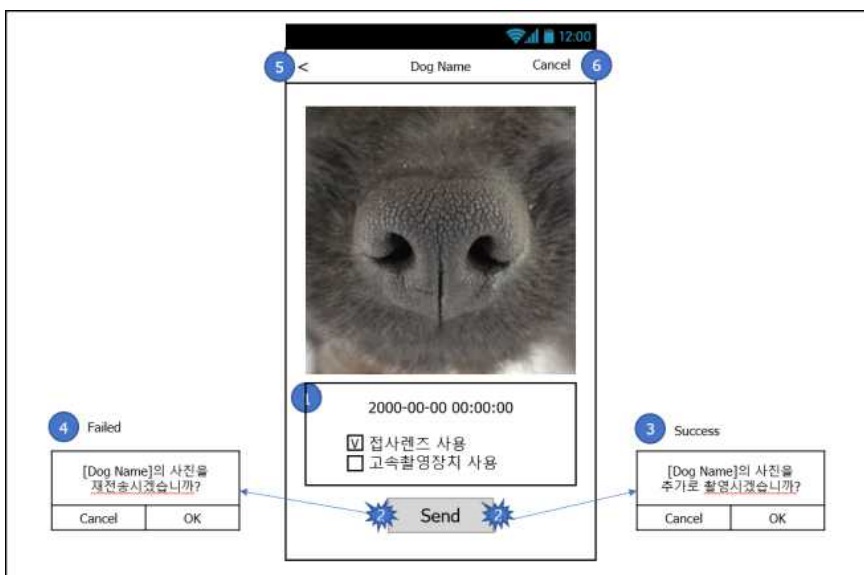 12:00
5 < Dog Name Cancel 6
1
2000-00-00 00:00:00
V 접사렌즈 사용
고속촬영장치 사용
4 Failed
[Dog Name]의 사진을
재전송시겠습니까?
Cancel OK
2 Send 2
3 Success
[Dog Name]의 사진을
추가로 촬영시겠습니까?
Cancel OK